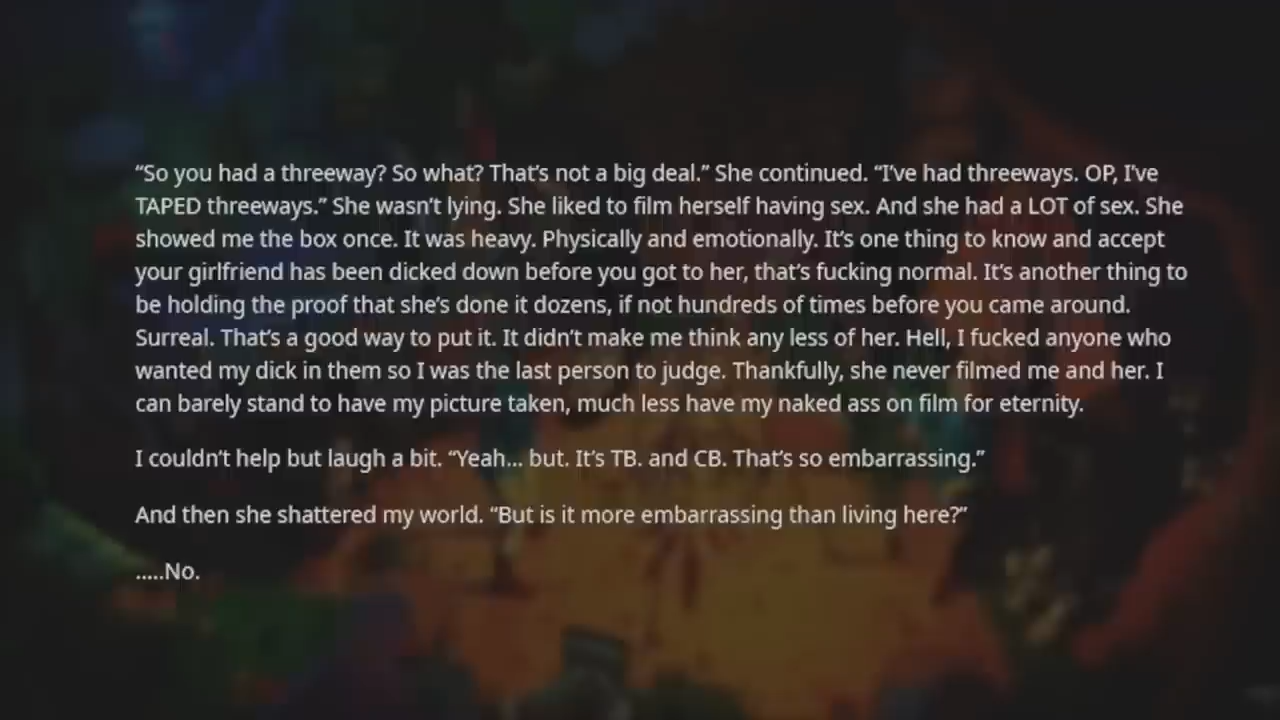 “So you had a threeway? So what? That’s not a big deal.” She continued. “I’ve had threeways. OP, I’ve
TAPED threeways.” She wasn’t lying. She liked to film herself having sex. And she had a LOT of sex. She
showed me the box once. It was heavy. Physically and emotionally. It’s one thing to know and accept
your girlfriend has been dicked down before you got to her, that’s fucking normal. It’s another thing to
be holding the proof that she’s done it dozens, if not hundreds of times before you came around.
Surreal. That’s a good way to put it. It didn’t make me think any less of her. Hell, I fucked anyone who
wanted my dick in them so I was the last person to judge. Thankfully, she never filmed me and her. I
can barely stand to have my picture taken, much less have my naked ass on film for eternity.
I couldn’t help but laugh a bit. “Yeah... but. It’s TB. and CB. That’s so embarrassing.”
And then she shattered my world. “But is it more embarrassing than living here?”
.....No.